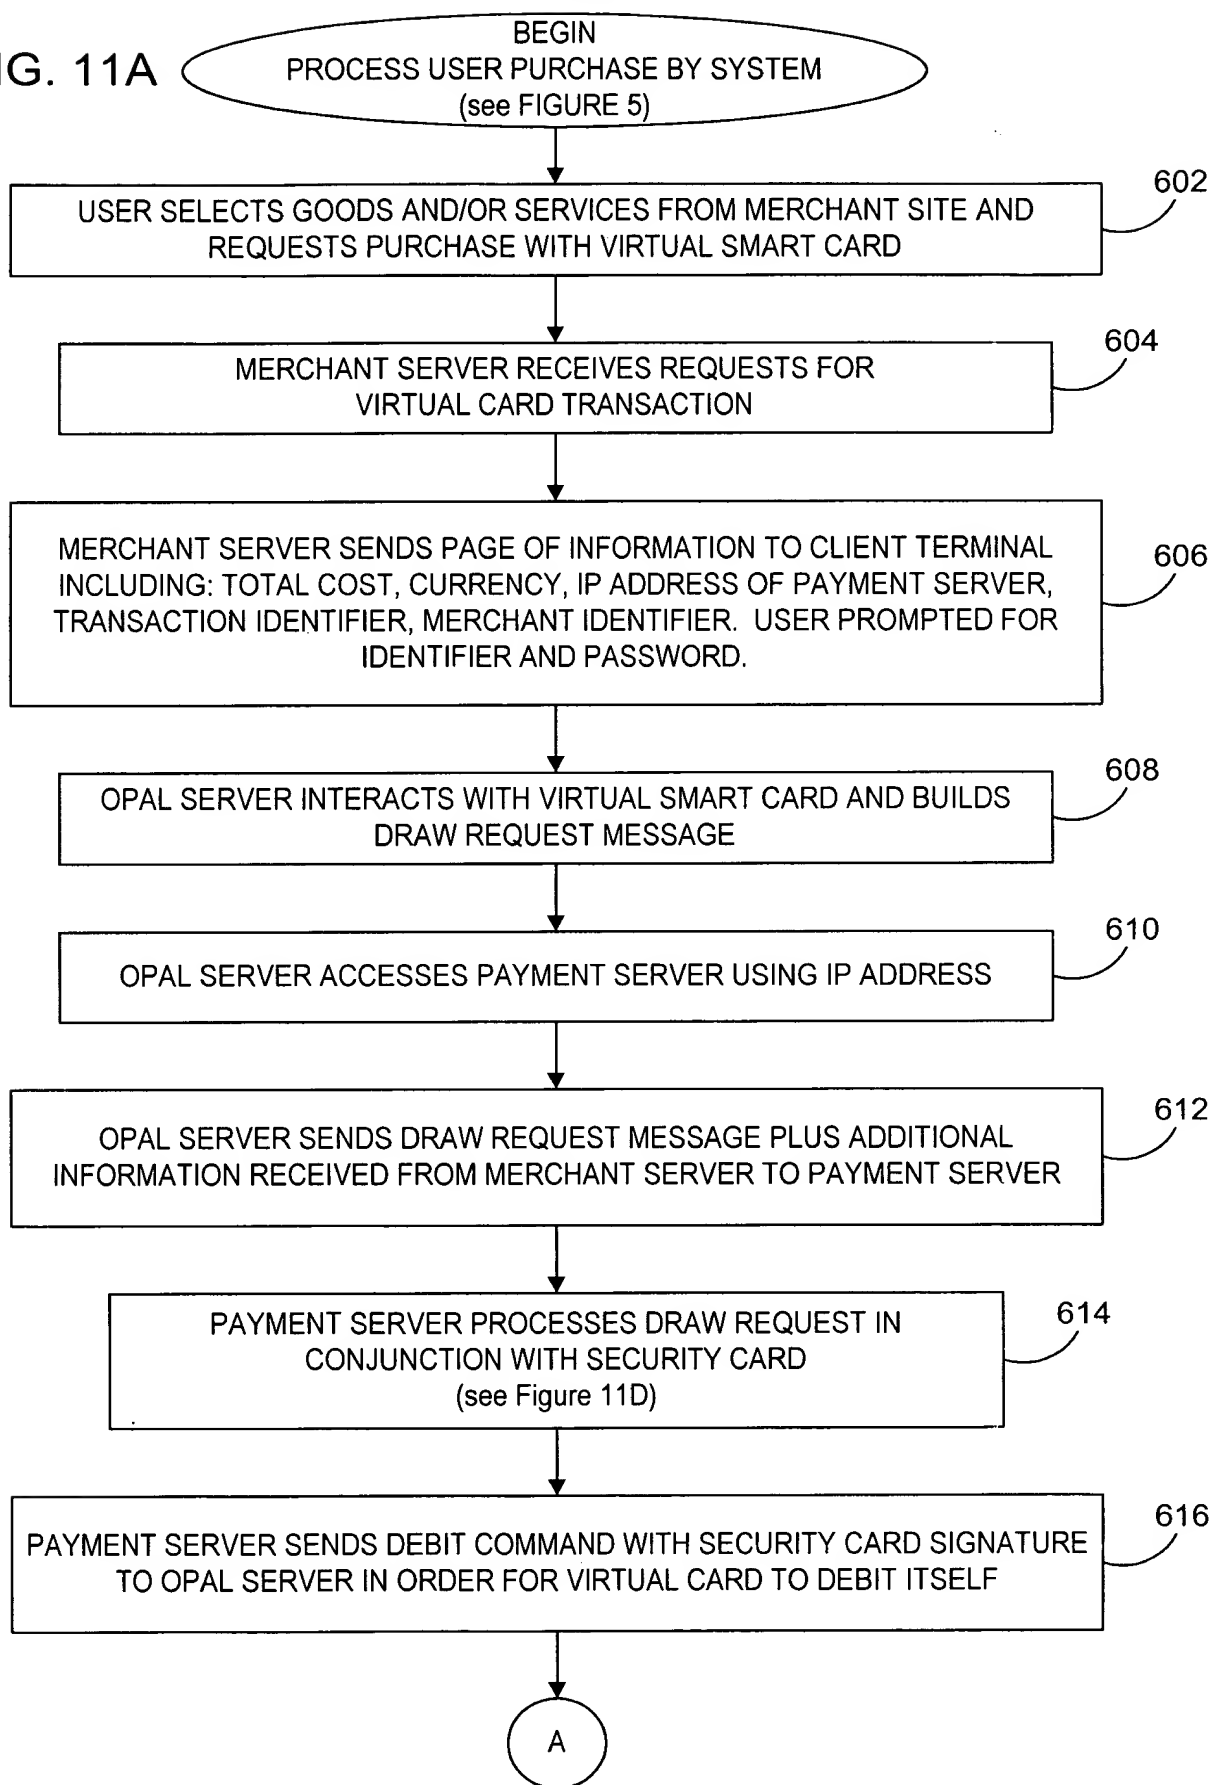 IG. 11A
BEGIN
PROCESS USER PURCHASE BY SYSTEM
(see FIGURE 5)
602
USER SELECTS GOODS AND/OR SERVICES FROM MERCHANT SITE AND
REQUESTS PURCHASE WITH VIRTUAL SMART CARD
604
MERCHANT SERVER RECEIVES REQUESTS FOR
VIRTUAL CARD TRANSACTION
606
MERCHANT SERVER SENDS PAGE OF INFORMATION TO CLIENT TERMINAL
INCLUDING: TOTAL COST, CURRENCY, IP ADDRESS OF PAYMENT SERVER,
TRANSACTION IDENTIFIER, MERCHANT IDENTIFIER. USER PROMPTED FOR
IDENTIFIER AND PASSWORD.
608
OPAL SERVER INTERACTS WITH VIRTUAL SMART CARD AND BUILDS
DRAW REQUEST MESSAGE
610
OPAL SERVER ACCESSES PAYMENT SERVER USING IP ADDRESS
612
OPAL SERVER SENDS DRAW REQUEST MESSAGE PLUS ADDITIONAL
INFORMATION RECEIVED FROM MERCHANT SERVER TO PAYMENT SERVER
614
PAYMENT SERVER PROCESSES DRAW REQUEST IN
CONJUNCTION WITH SECURITY CARD
(see Figure 11D)
616
PAYMENT SERVER SENDS DEBIT COMMAND WITH SECURITY CARD SIGNATURE
TO OPAL SERVER IN ORDER FOR VIRTUAL CARD TO DEBIT ITSELF
A